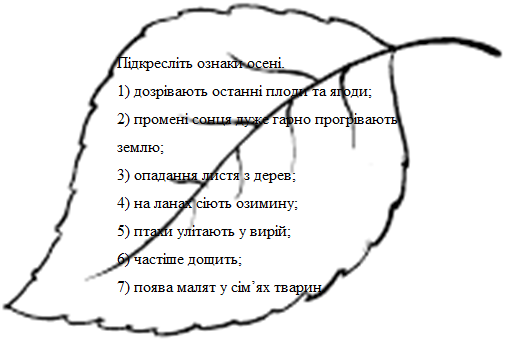 Підкресліть ознаки осені.
1) дозрівають останні плоди та ягоди;
2) промені сонця дуже гарно прогрівають
землю;
3) опадання листя з дерев;
4) на ланах сіють озимину;
5) птахи улітають у вирій;
6) частіше дощить;
7) поява малят у сім’ях тварин.